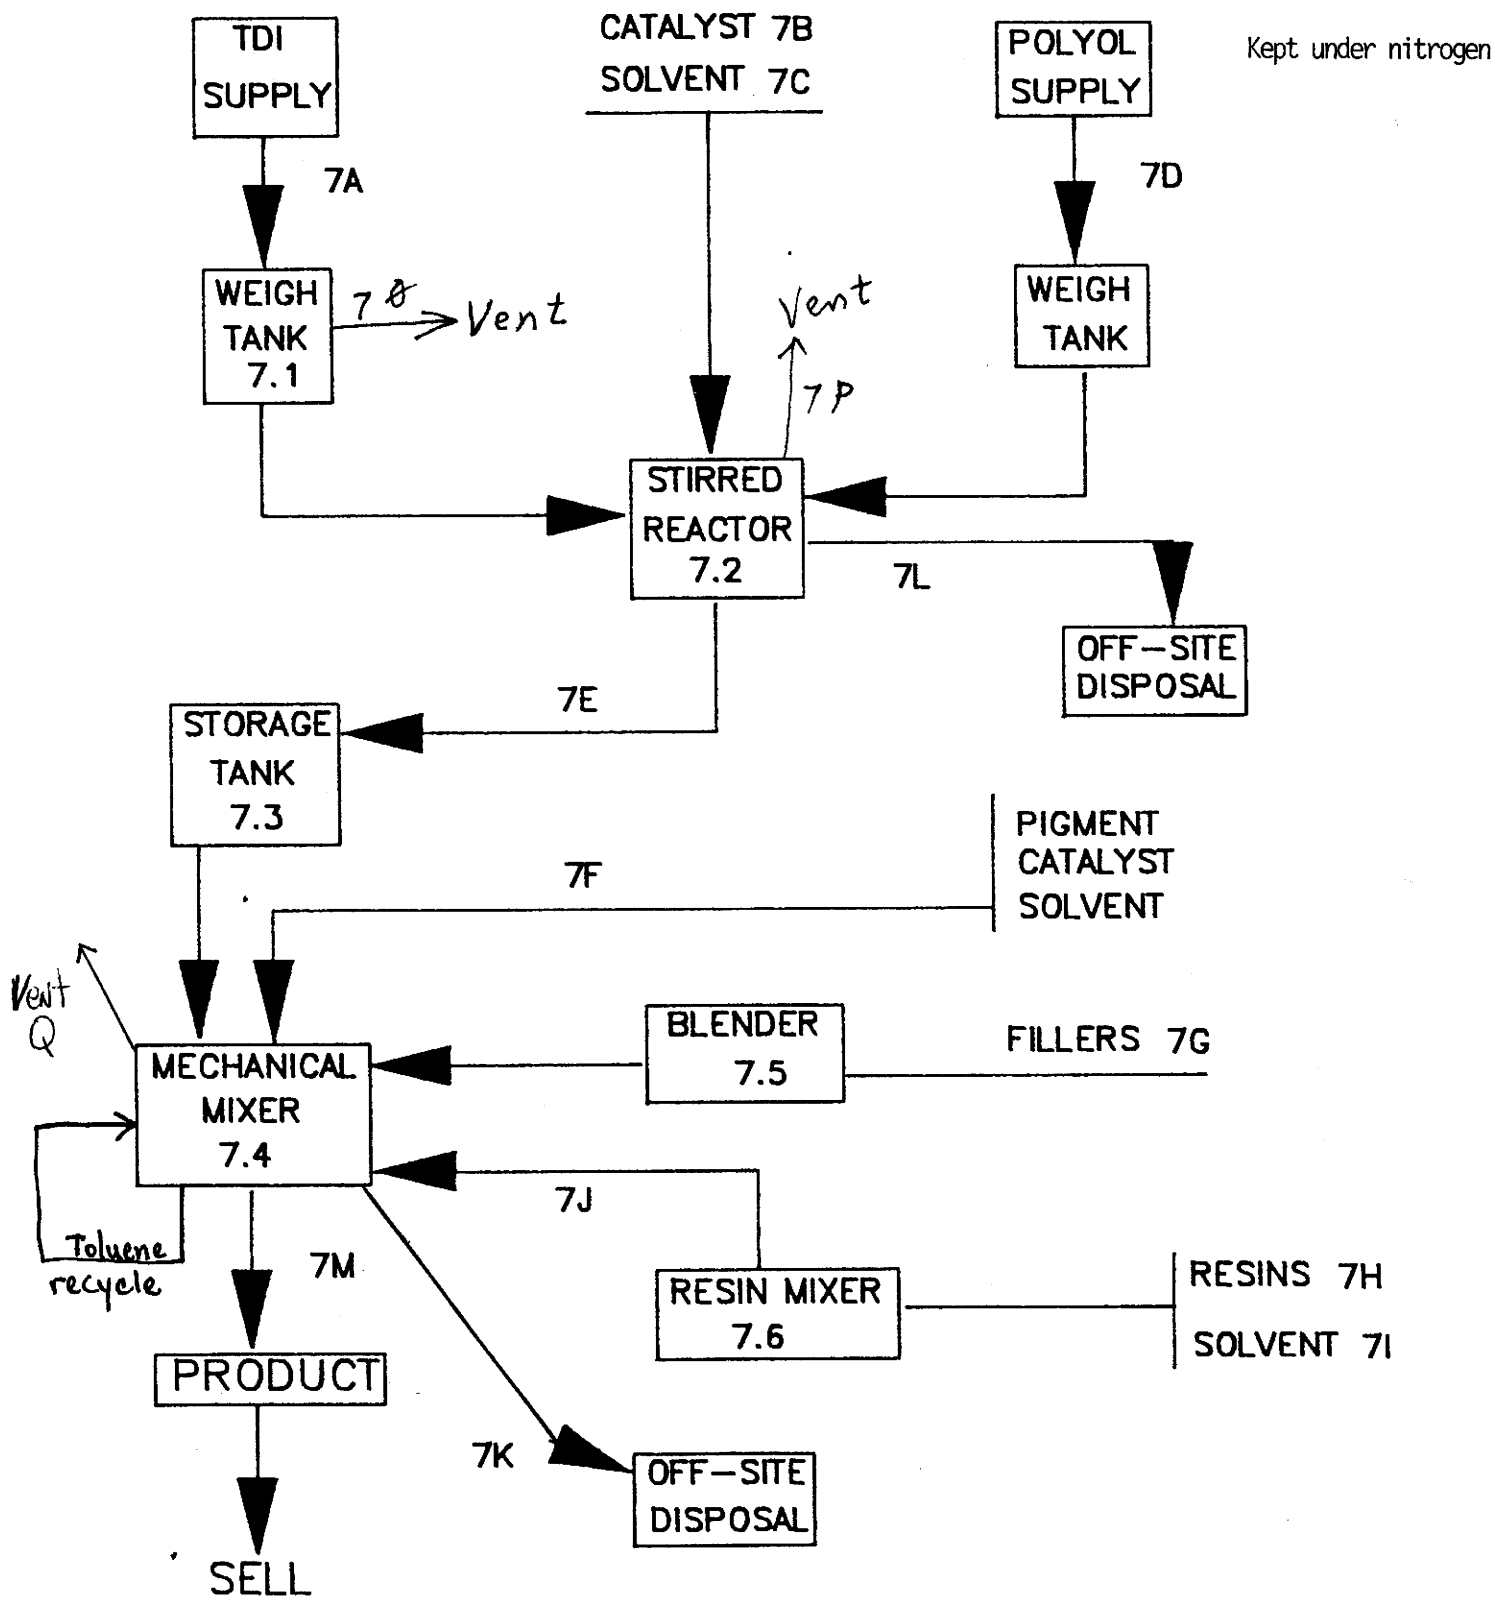 TDI
SUPPLY
CATALYST 7B
SOLVENT 7C
POLYOL
SUPPLY
Kept under nitrogen
7A
7D
WEIGH
TANK
7.1
7 Ø
Vent
Vent
7P
WEIGH
TANK
STIRRED
REACTOR
7.2
7L
OFF-SITE
DISPOSAL
7E
STORAGE
TANK
7.3
7F
PIGMENT
CATALYST
SOLVENT
Vent
Q
BLENDER
7.5
FILLERS 7G
MECHANICAL
MIXER
7.4
7J
Toluene
recycle
7M
RESIN MIXER
7.6
RESINS 7H
SOLVENT 7I
PRODUCT
7K
OFF-SITE
DISPOSAL
SELL